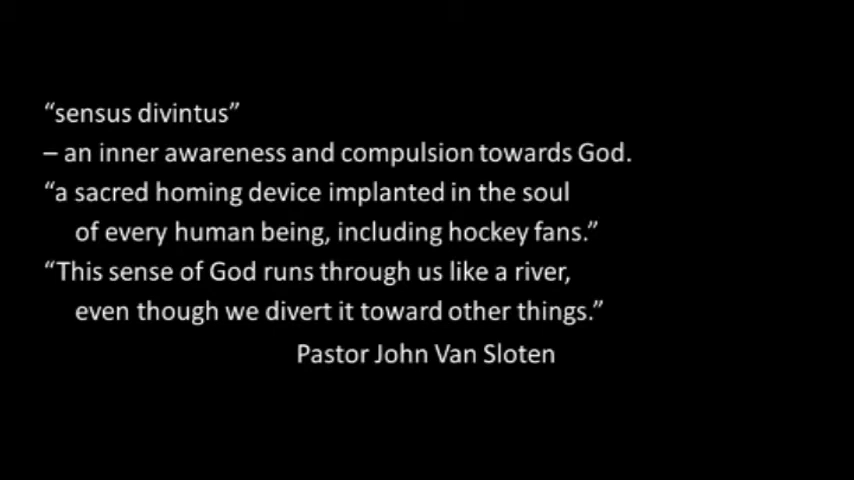 “sensus divintus”
– an inner awareness and compulsion towards God.
“a sacred homing device implanted in the soul
of every human being, including hockey fans.”
“This sense of God runs through us like a river,
even though we divert it toward other things.”
Pastor John Van Sloten